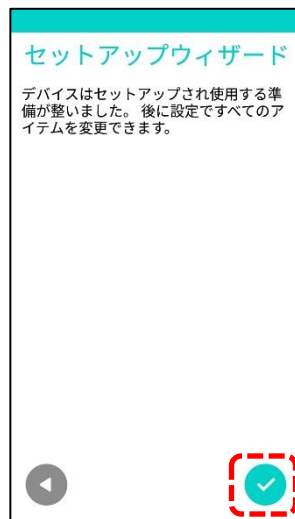 セットアップウィザード
デバイスはセットアップされ使用する準
備が整いました。 後に設定ですべてのア
イテムを変更できます。